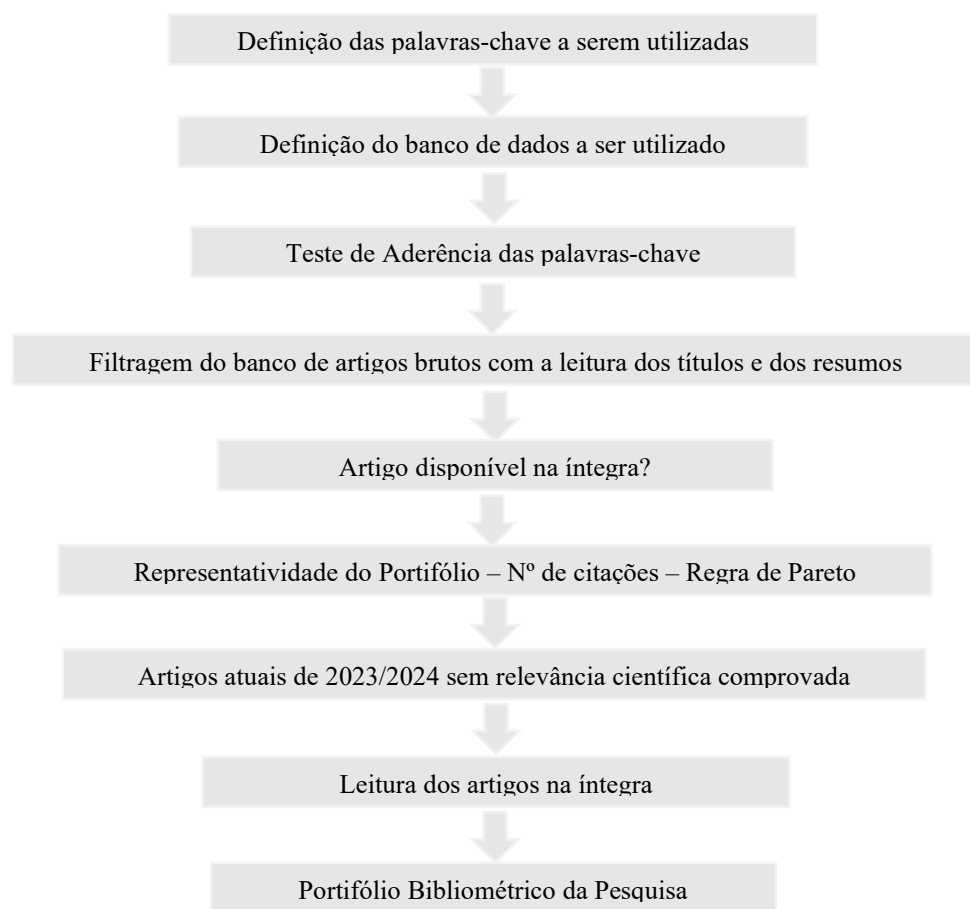 Definição das palavras-chave a serem utilizadas
Definição do banco de dados a ser utilizado
Teste de Aderência das palavras-chave
Filtragem do banco de artigos brutos com a leitura dos títulos e dos resumos
Artigo disponível na íntegra?
Representatividade do Portifólio – Nº de citações – Regra de Pareto
Artigos atuais de 2023/2024 sem relevância científica comprovada
Leitura dos artigos na íntegra
Portifólio Bibliométrico da Pesquisa